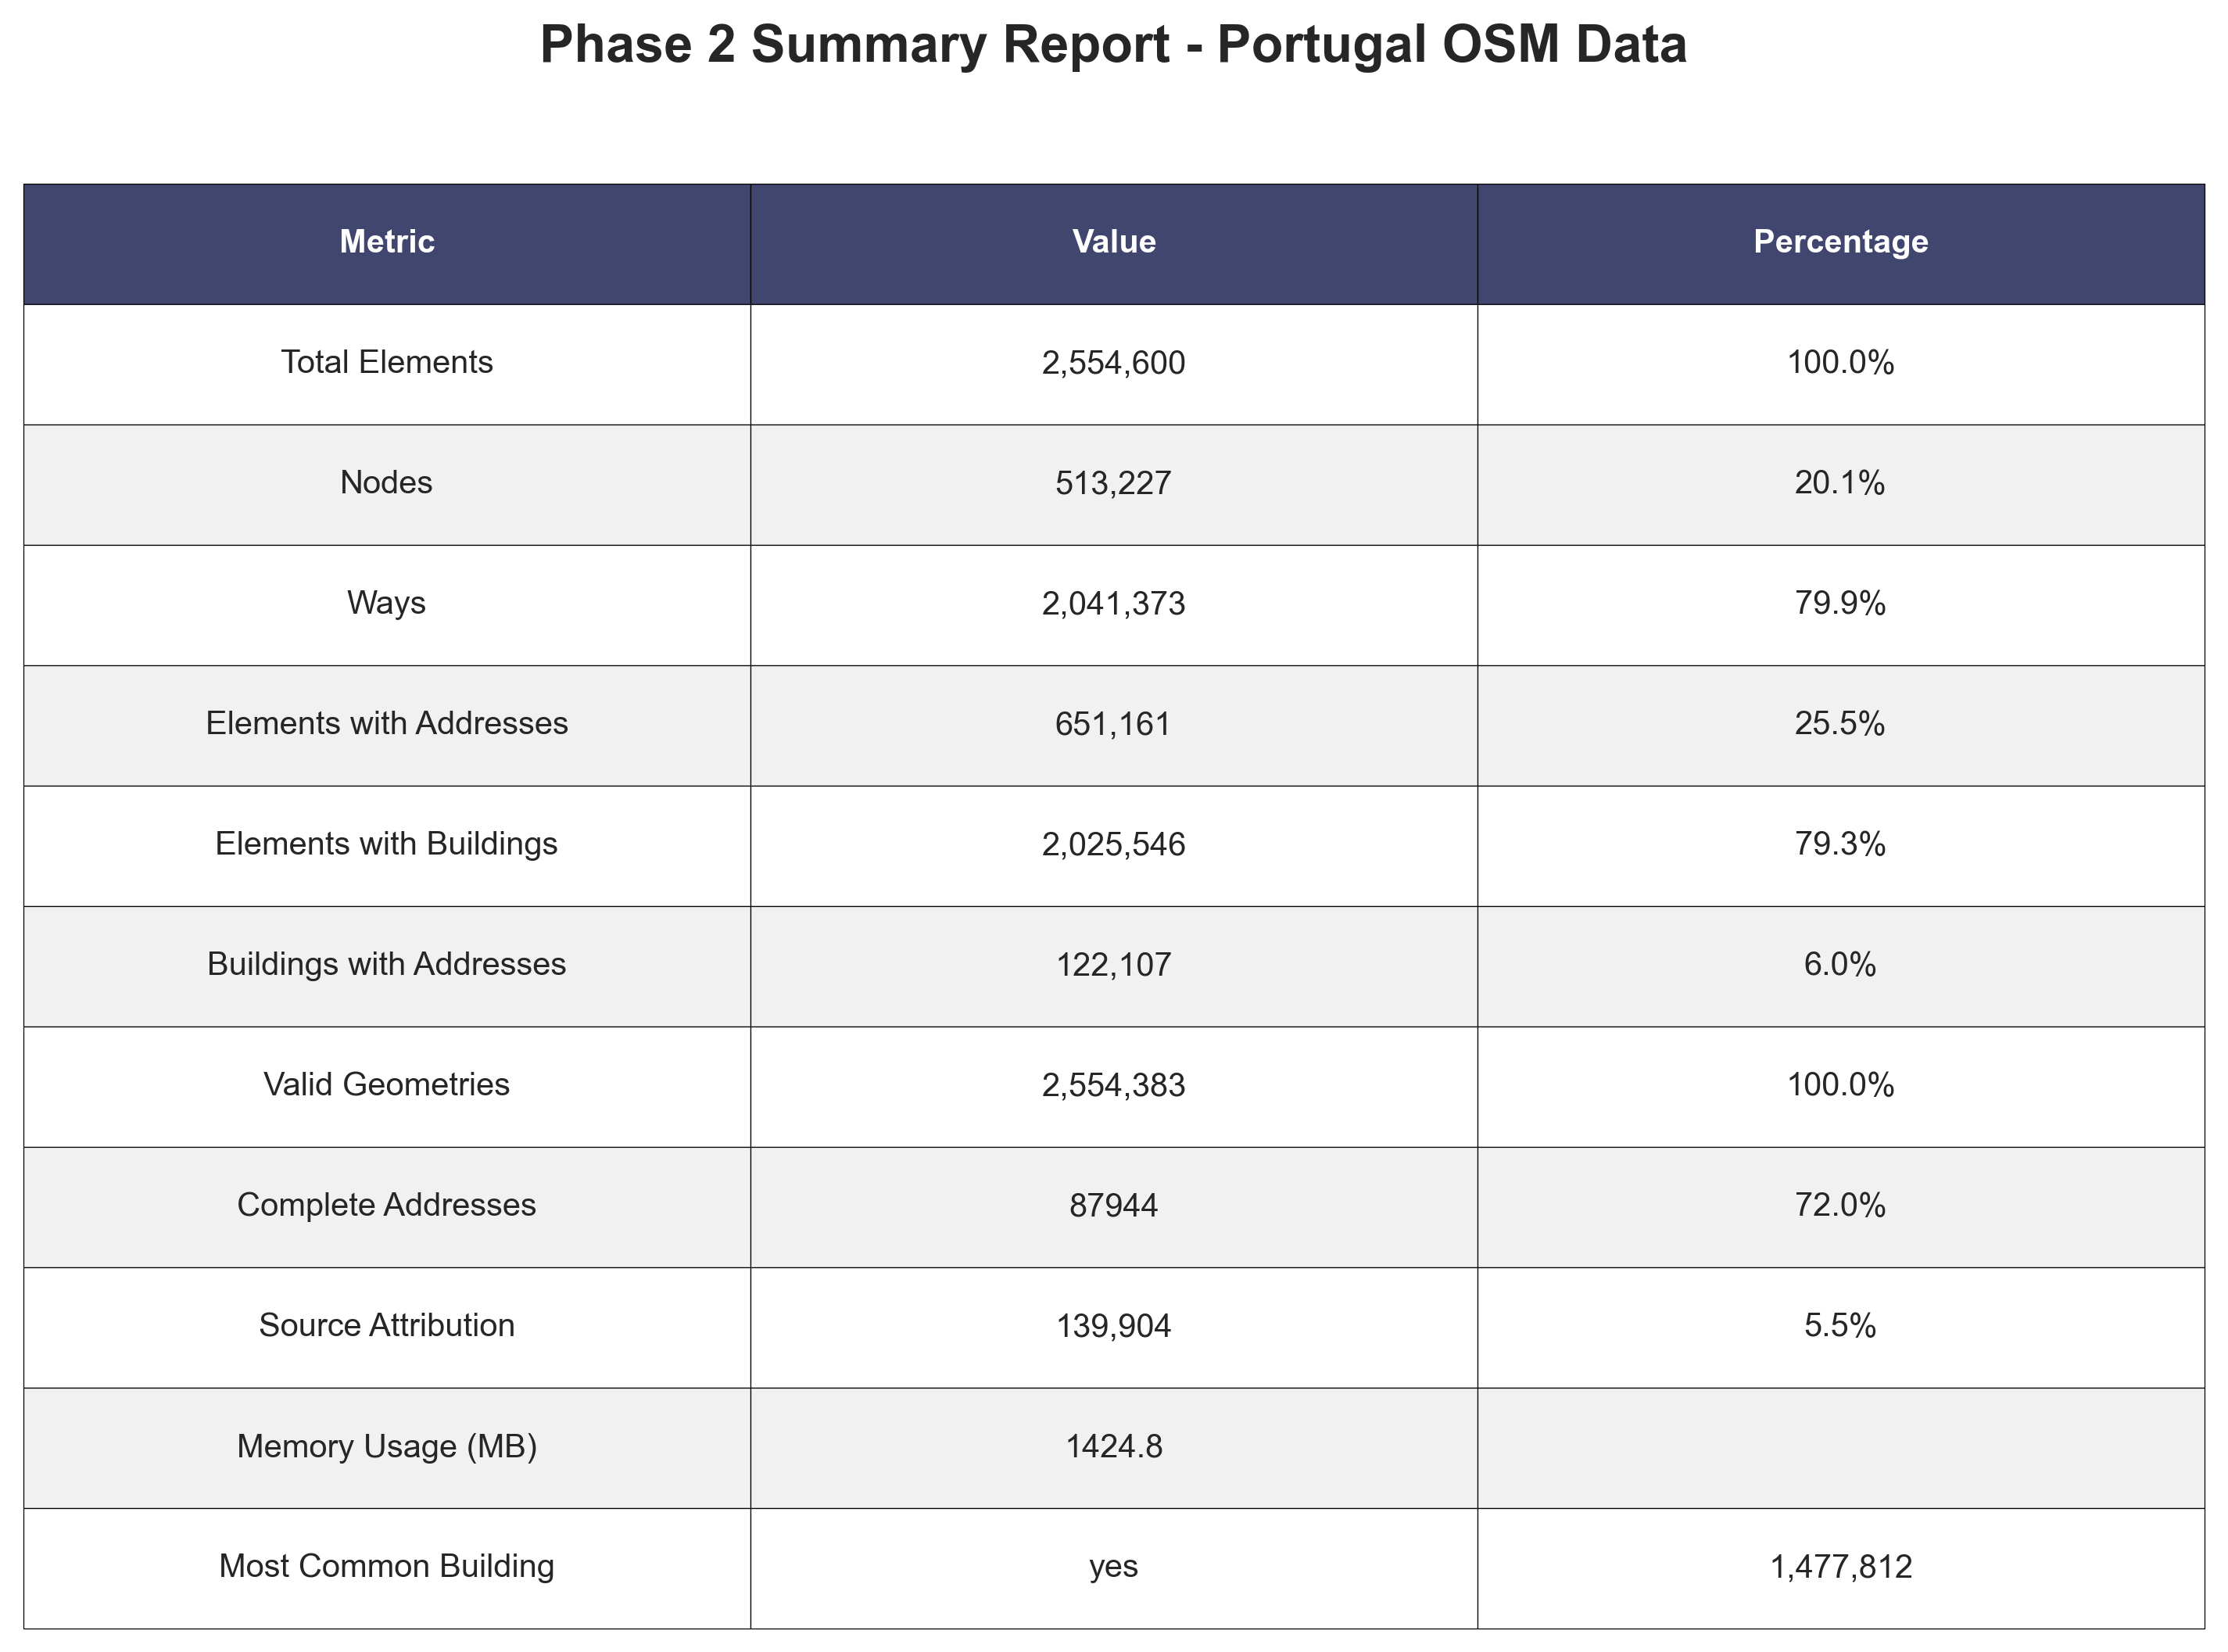 Phase 2 Summary Report - Portugal OSM Data
Metric Value Percentage
Total Elements 2,554,600 100.0%
Nodes 513,227 20.1%
Ways 2,041,373 79.9%
Elements with Addresses 651,161 25.5%
Elements with Buildings 2,025,546 79.3%
Buildings with Addresses 122,107 6.0%
Valid Geometries 2,554,383 100.0%
Complete Addresses 87944 72.0%
Source Attribution 139,904 5.5%
Memory Usage (MB) 1424.8
Most Common Building yes 1,477,812